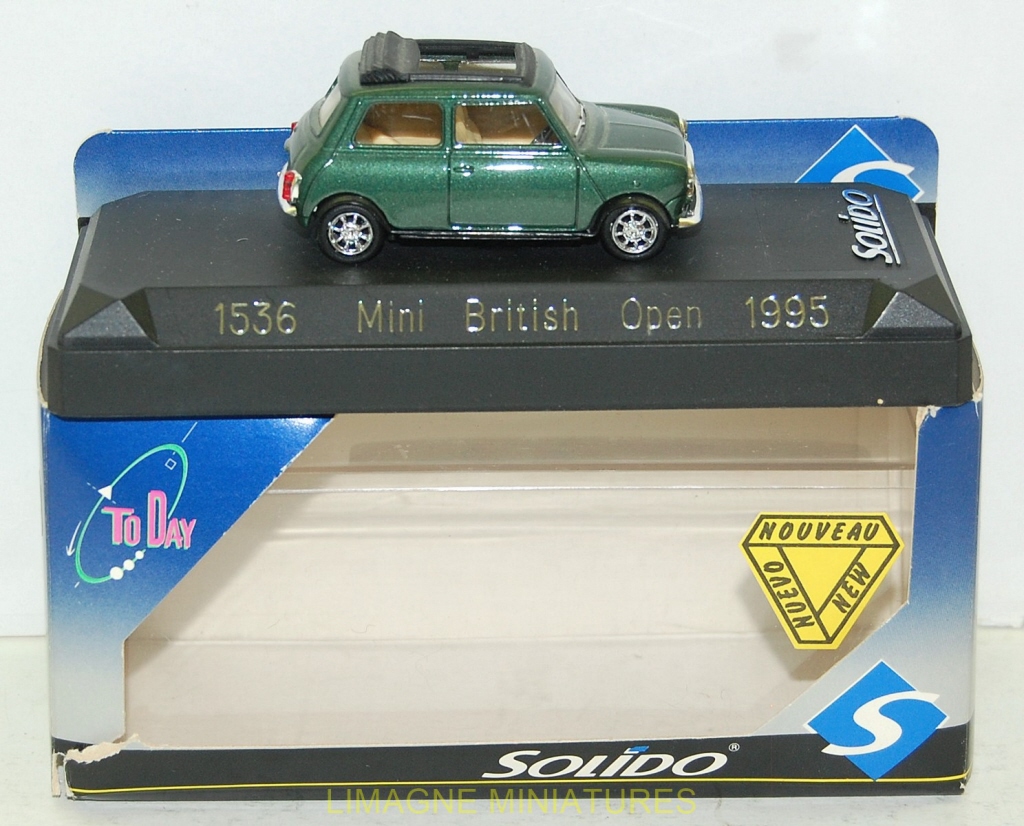 SOLIDO
1536 Mini British Open 1995
TO DAY
NOUVEAU
NUEVO
NEW
S
SOLIDO®
LIMAGNE MINIATURES